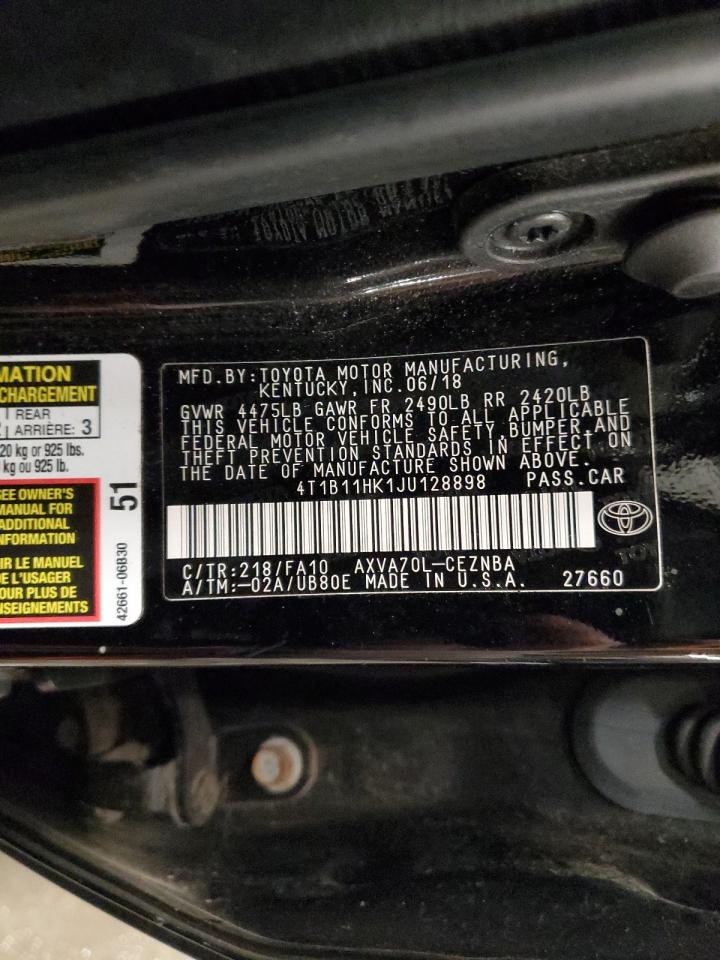 MATION
CHARGEMENT
REAR
ARRIÈRE: 3
20 kg or 925 lbs.
kg ou 925 lb.
SEE OWNER'S
MANUAL FOR
ADDITIONAL
INFORMATION
IR LE MANUEL
DE L'USAGER
POUR PLUS DE
NSEIGNEMENTS
51
42661-06B30
MFD.BY:TOYOTA MOTOR MANUFACTURING,
KENTUCKY,INC.06/18
GVWR 4475LB GAWR FR 2490LB RR 2420LB
THIS VEHICLE CONFORMS TO ALL APPLICABLE
FEDERAL MOTOR VEHICLE SAFETY,BUMPER,AND
THEFT PREVENTION STANDARDS IN EFFECT ON
THE DATE OF MANUFACTURE SHOWN ABOVE.
4T1B11HK1JU128898 PASS.CAR
C/TR:218/FA10 AXVA70L-CEZNBA
A/TM:-02A/UB80E MADE IN U.S.A. 27660